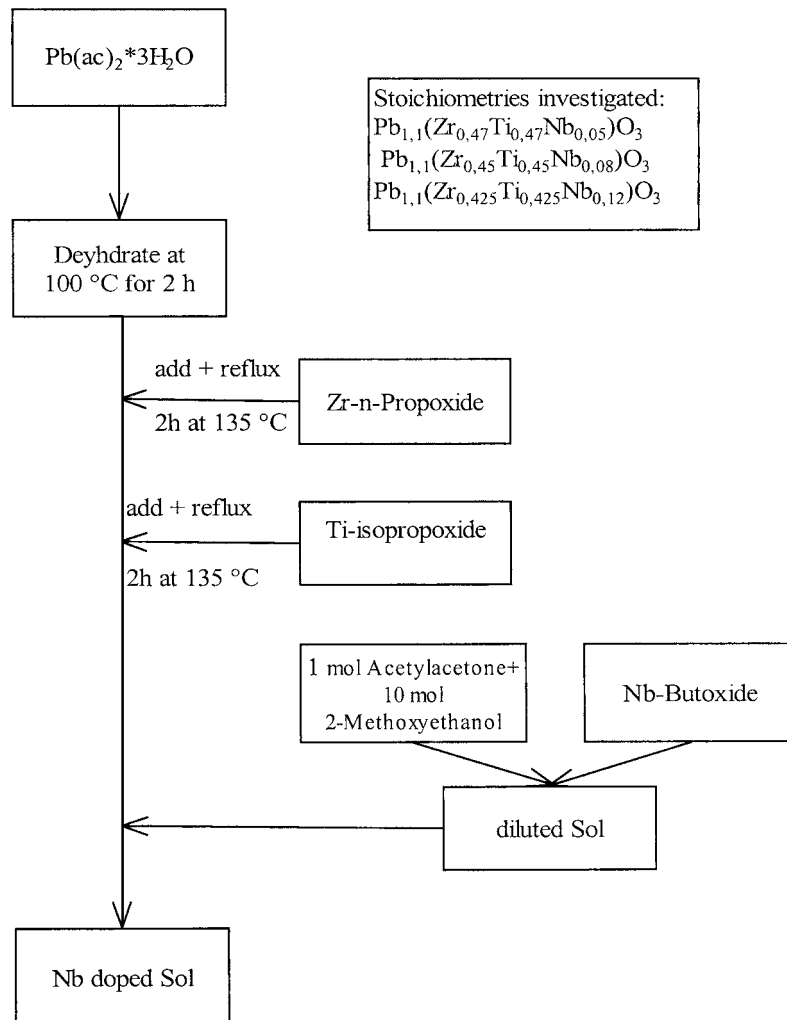 Pb(ac)₂*3H₂O
Stoichiometries investigated:
Pb₁,₁(Zr₀,₄₇Ti₀,₄₇Nb₀,₀₅)O₃
Pb₁,₁(Zr₀,₄₅Ti₀,₄₅Nb₀,₀₈)O₃
Pb₁,₁(Zr₀,₄₂₅Ti₀,₄₂₅Nb₀,₁₂)O₃
Deyhdrate at
100 °C for 2 h
add + reflux
2h at 135 °C
Zr-n-Propoxide
add + reflux
2h at 135 °C
Ti-isopropoxide
1 mol Acetylacetone+
10 mol
2-Methoxyethanol
Nb-Butoxide
diluted Sol
Nb doped Sol